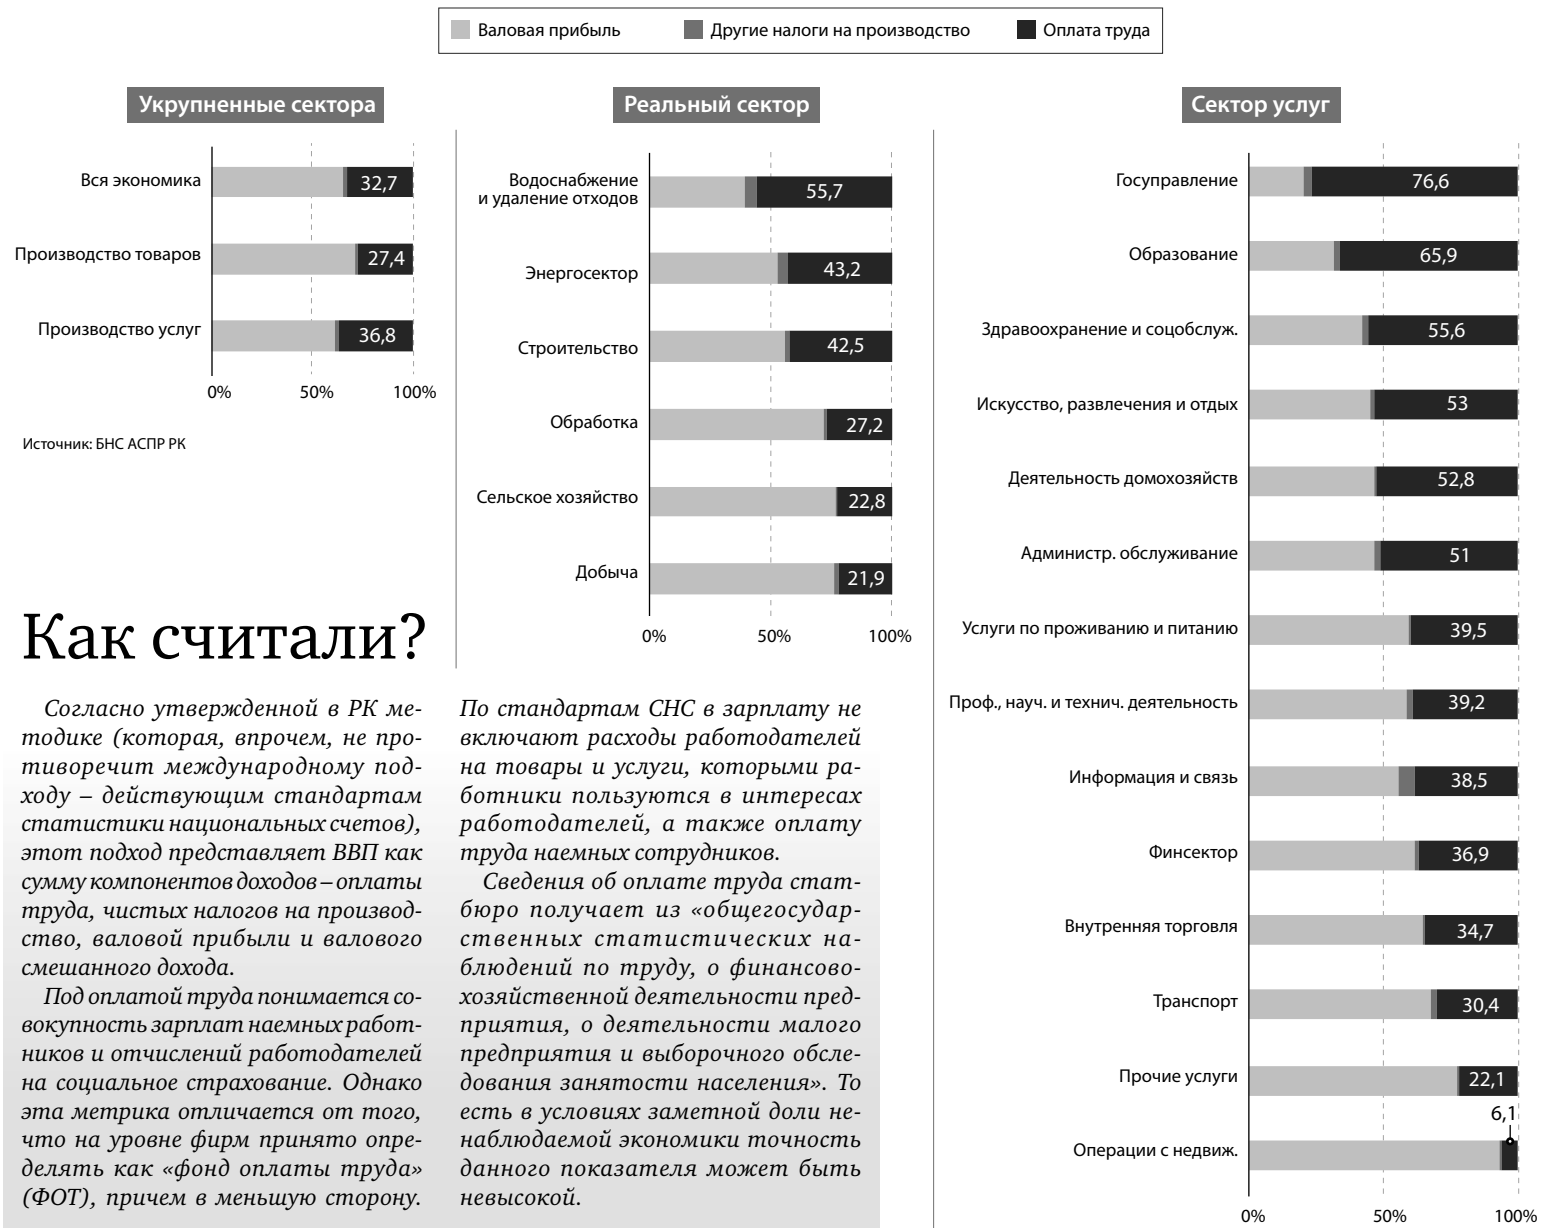 Валовая прибыль
Другие налоги на производство
Оплата труда
Укрупненные сектора
Вся экономика
32,7
Производство товаров
27,4
Производство услуг
36,8
0% 50% 100%
Источник: БНС АСПР РК
Реальный сектор
Водоснабжение
и удаление отходов
55,7
Энергосектор
43,2
Строительство
42,5
Обработка
27,2
Сельское хозяйство
22,8
Добыча
21,9
0% 50% 100%
Сектор услуг
Госуправление
76,6
Образование
65,9
Здравоохранение и соцобслуж.
55,6
Искусство, развлечения и отдых
53
Деятельность домохозяйств
52,8
Администр. обслуживание
51
Услуги по проживанию и питанию
39,5
Проф., науч. и технич. деятельность
39,2
Информация и связь
38,5
Финсектор
36,9
Внутренняя торговля
34,7
Транспорт
30,4
Прочие услуги
22,1
Операции с недвиж.
6,1
0% 50% 100%
Как считали?
Согласно утвержденной в РК ме-
тодике (которая, впрочем, не про-
тиворечит международному под-
ходу – действующим стандартам
статистики национальных счетов),
этот подход представляет ВВП как
сумму компонентов доходов – оплаты
труда, чистых налогов на производ-
ство, валовой прибыли и валового
смешанного дохода.
Под оплатой труда понимается со-
вокупность зарплат наемных работ-
ников и отчислений работодателей
на социальное страхование. Однако
эта метрика отличается от того,
что на уровне фирм принято опре-
делять как «фонд оплаты труда»
(ФОТ), причем в меньшую сторону.
По стандартам СНС в зарплату не
включают расходы работодателей
на товары и услуги, которыми ра-
ботники пользуются в интересах
работодателей, а также оплату
труда наемных сотрудников.
Сведения об оплате труда стат-
бюро получает из «общегосудар-
ственных статистических на-
блюдений по труду, о финансово-
хозяйственной деятельности пред-
приятия, о деятельности малого
предприятия и выборочного обсле-
дования занятости населения». То
есть в условиях заметной доли не-
наблюдаемой экономики точность
данного показателя может быть
невысокой.